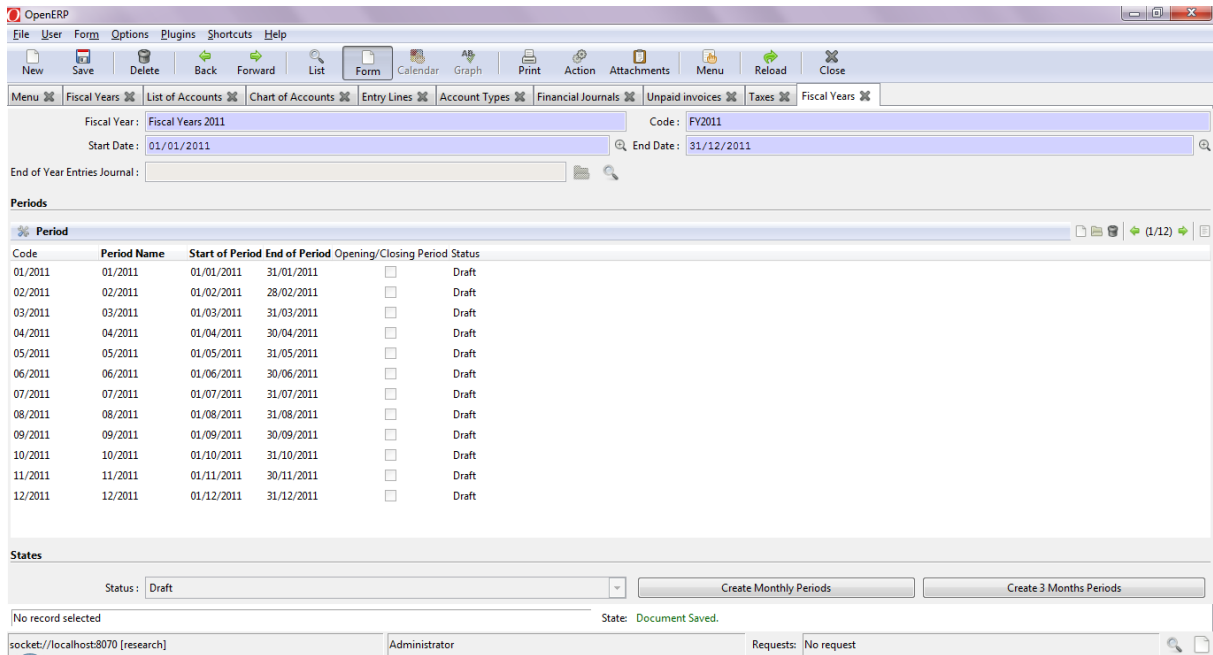 OpenERP
File User Form Options Plugins Shortcuts Help
New Save Delete Back Forward List Form Calendar Graph Print Action Attachments Menu Reload Close
Menu Fiscal Years List of Accounts Chart of Accounts Entry Lines Account Types Financial Journals Unpaid invoices Taxes Fiscal Years
Fiscal Year : Fiscal Years 2011 Code : FY2011
Start Date : 01/01/2011 End Date : 31/12/2011
End of Year Entries Journal :
Periods
Period (1/12)
Code Period Name Start of Period End of Period Opening/Closing Period Status
01/2011 01/2011 01/01/2011 31/01/2011 Draft
02/2011 02/2011 01/02/2011 28/02/2011 Draft
03/2011 03/2011 01/03/2011 31/03/2011 Draft
04/2011 04/2011 01/04/2011 30/04/2011 Draft
05/2011 05/2011 01/05/2011 31/05/2011 Draft
06/2011 06/2011 01/06/2011 30/06/2011 Draft
07/2011 07/2011 01/07/2011 31/07/2011 Draft
08/2011 08/2011 01/08/2011 31/08/2011 Draft
09/2011 09/2011 01/09/2011 30/09/2011 Draft
10/2011 10/2011 01/10/2011 31/10/2011 Draft
11/2011 11/2011 01/11/2011 30/11/2011 Draft
12/2011 12/2011 01/12/2011 31/12/2011 Draft
States
Status : Draft Create Monthly Periods Create 3 Months Periods
No record selected State: Document Saved.
socket://localhost:8070 [research] Administrator Requests: No request